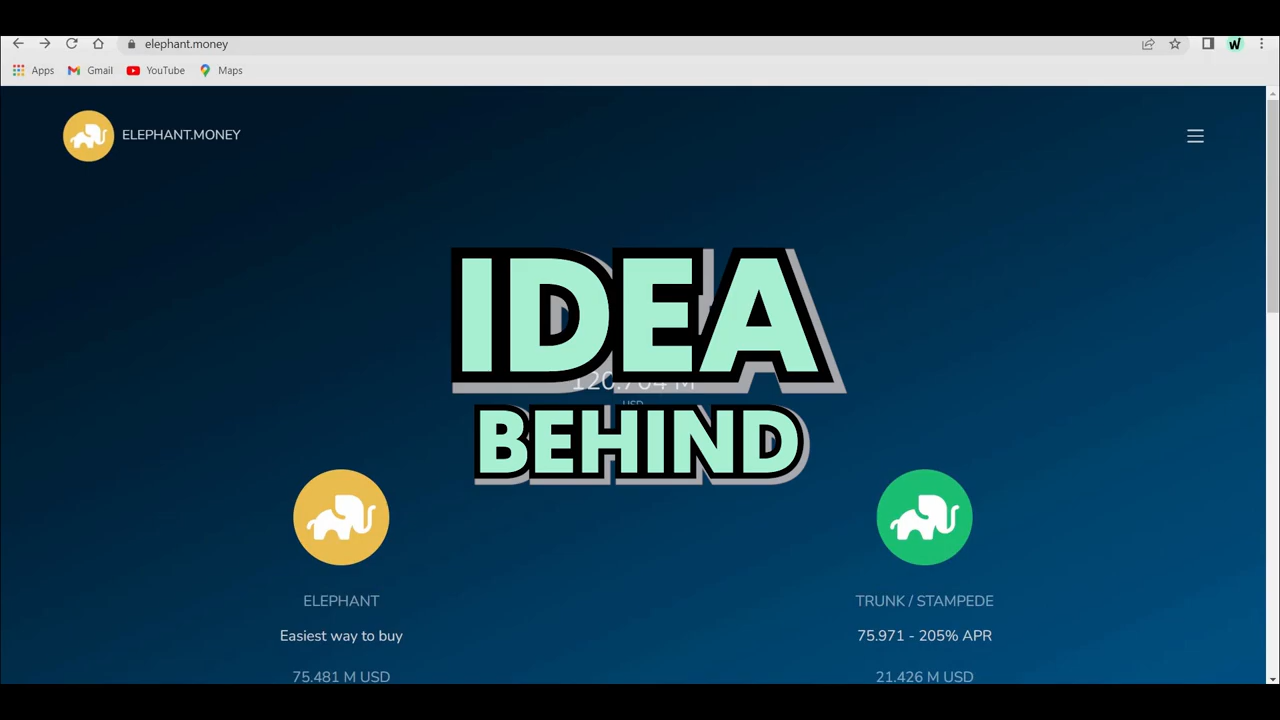 elephant.money
W
Apps Gmail YouTube Maps
ELEPHANT.MONEY
IDEA
BEHIND
USD
ELEPHANT
TRUNK / STAMPEDE
Easiest way to buy
75.971 - 205% APR
75.481 M USD
21.426 M USD